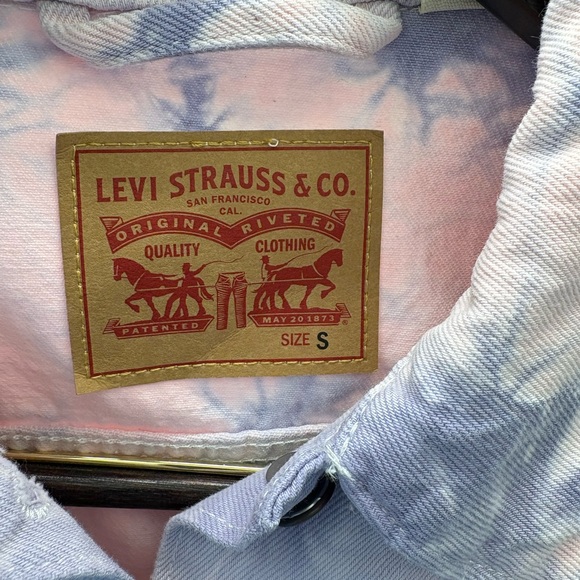 LEVI STRAUSS & CO.
SAN FRANCISCO
CAL.
ORIGINAL RIVETED
QUALITY CLOTHING
PATENTED MAY 20 1873 ®
SIZE S